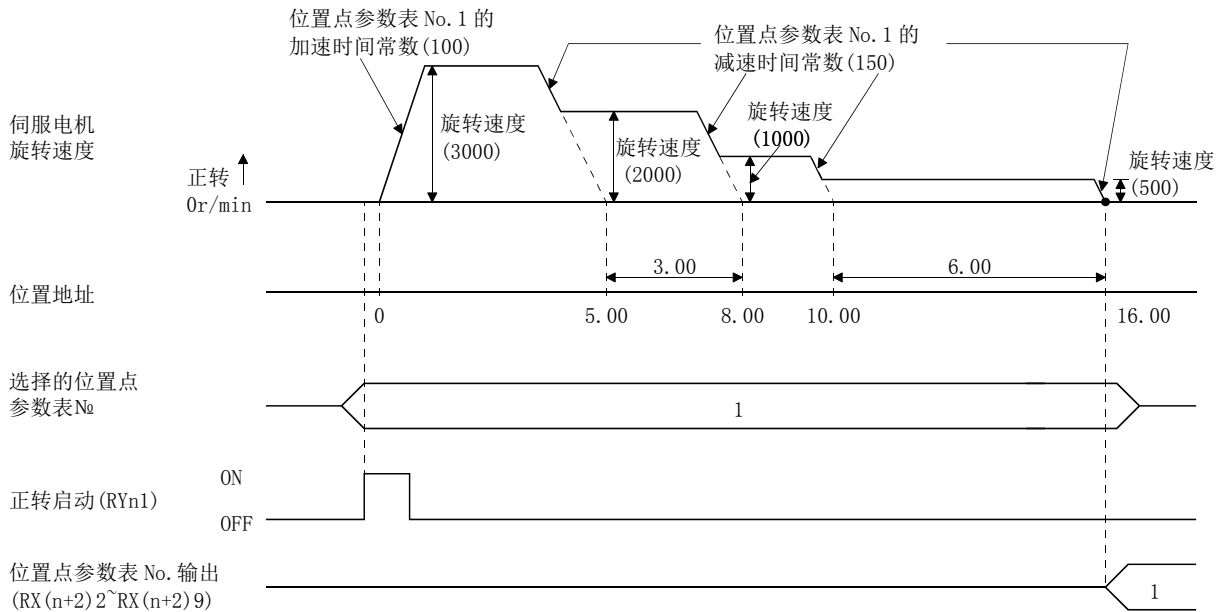 位置点参数表 No.1 的
加速时间常数(100)
位置点参数表 No.1 的
减速时间常数(150)
伺服电机
旋转速度
正转
0r/min
旋转速度
(3000)
旋转速度
(2000)
旋转速度
(1000)
旋转速度
(500)
3.00
6.00
位置地址
0
5.00
8.00
10.00
16.00
选择的位置点
参数表№
1
正转启动(RYn1)
ON
OFF
位置点参数表 No.输出
(RX(n+2)2~RX(n+2)9)
1